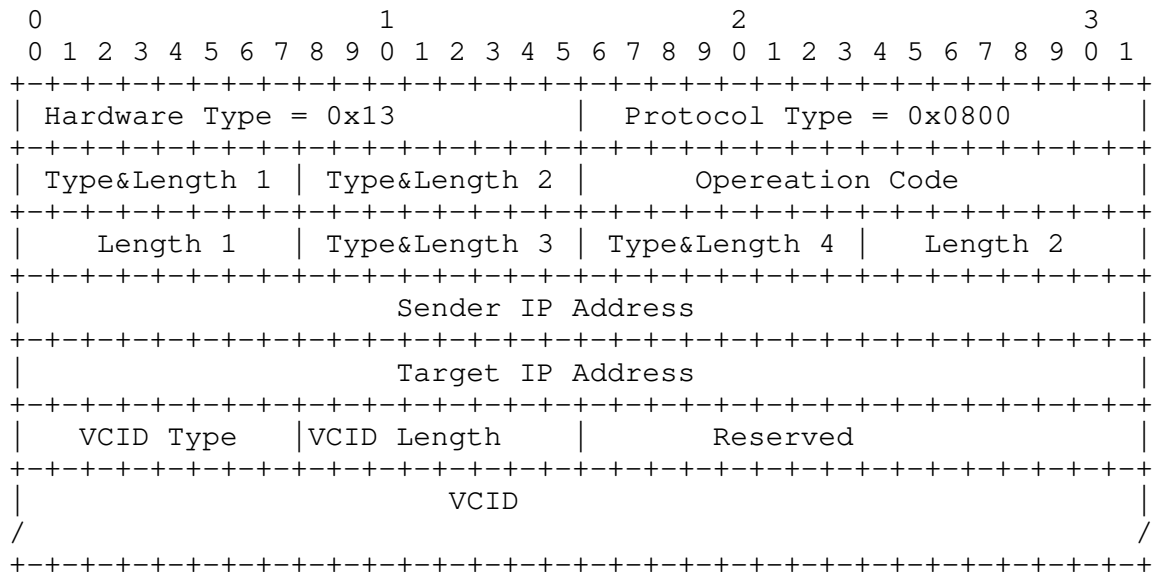 0                   1                   2                   3
 0 1 2 3 4 5 6 7 8 9 0 1 2 3 4 5 6 7 8 9 0 1 2 3 4 5 6 7 8 9 0 1
+-+-+-+-+-+-+-+-+-+-+-+-+-+-+-+-+-+-+-+-+-+-+-+-+-+-+-+-+-+-+-+-+
| Hardware Type = 0x13          |  Protocol Type = 0x0800       |
+-+-+-+-+-+-+-+-+-+-+-+-+-+-+-+-+-+-+-+-+-+-+-+-+-+-+-+-+-+-+-+-+
| Type&Length 1 | Type&Length 2 |      Opereation Code          |
+-+-+-+-+-+-+-+-+-+-+-+-+-+-+-+-+-+-+-+-+-+-+-+-+-+-+-+-+-+-+-+-+
|    Length 1   | Type&Length 3 | Type&Length 4 |   Length 2    |
+-+-+-+-+-+-+-+-+-+-+-+-+-+-+-+-+-+-+-+-+-+-+-+-+-+-+-+-+-+-+-+-+
|                     Sender IP Address                         |
+-+-+-+-+-+-+-+-+-+-+-+-+-+-+-+-+-+-+-+-+-+-+-+-+-+-+-+-+-+-+-+-+
|                     Target IP Address                         |
+-+-+-+-+-+-+-+-+-+-+-+-+-+-+-+-+-+-+-+-+-+-+-+-+-+-+-+-+-+-+-+-+
|   VCID Type   |VCID Length    |       Reserved                |
+-+-+-+-+-+-+-+-+-+-+-+-+-+-+-+-+-+-+-+-+-+-+-+-+-+-+-+-+-+-+-+-+
|                        VCID                                   |
/                                                               /
+-+-+-+-+-+-+-+-+-+-+-+-+-+-+-+-+-+-+-+-+-+-+-+-+-+-+-+-+-+-+-+-+